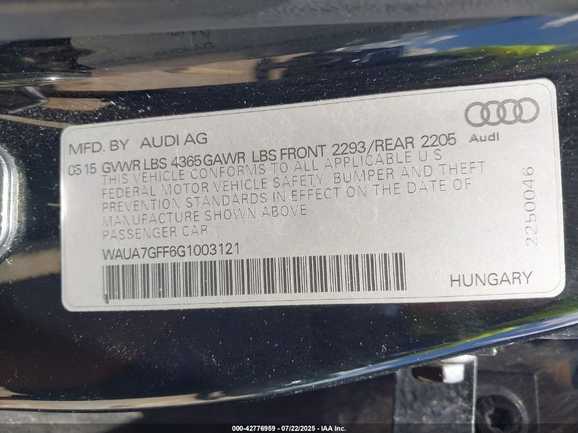 MFD. BY AUDI AG
Audi
05 15 GVWR LBS 4365 GAWR LBS FRONT 2293/REAR 2205
THIS VEHICLE CONFORMS TO ALL APPLICABLE U.S.
FEDERAL MOTOR VEHICLE SAFETY, BUMPER AND THEFT
PREVENTION STANDARDS IN EFFECT ON THE DATE OF
MANUFACTURE SHOWN ABOVE.
PASSENGER CAR
WAUA7GFF6G1003121
2250046
HUNGARY
000-42776959 07/22/2025 IAA Inc.